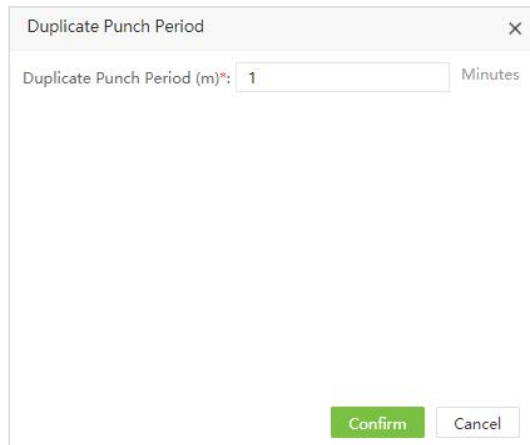 Duplicate Punch Period
Duplicate Punch Period (m)*: 1 Minutes
Confirm Cancel